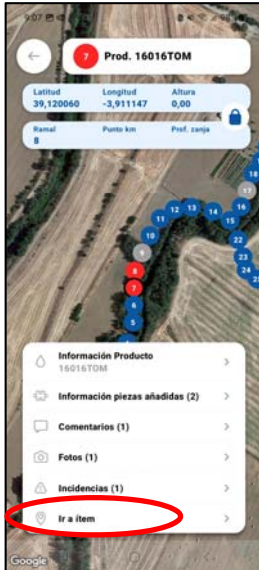 9:07
7 Prod. 16016TOM
Latitud Longitud Altura
39,120060 -3,911147 0,00
Ramal Punto km Prof. zanja
8
18
17
16
15
14
13
12
11
10
9
8
7
6
5
22
23
24
Información Producto
16016TOM
Información piezas añadidas (2)
Comentarios (1)
Fotos (1)
Incidencias (1)
Ir a ítem
Google